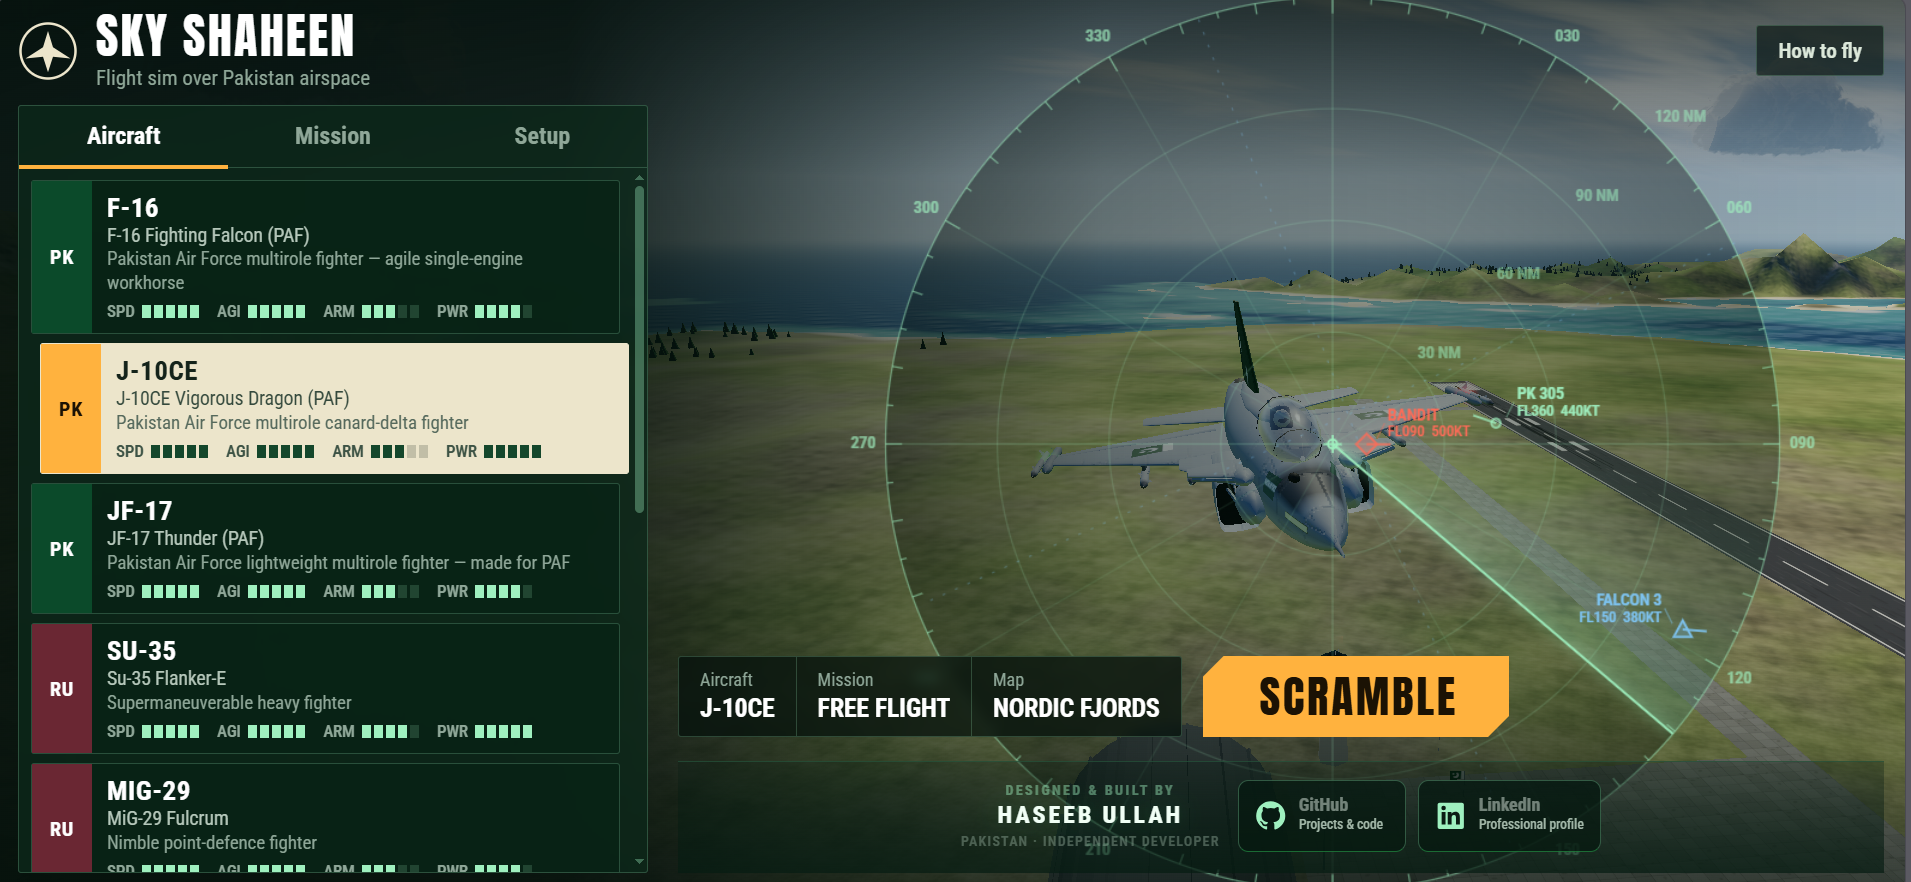 SKY SHAHEEN
Flight sim over Pakistan airspace
How to fly
Aircraft
Mission
Setup
PK
F-16
F-16 Fighting Falcon (PAF)
Pakistan Air Force multirole fighter — agile single-engine
workhorse
SPD AGI ARM PWR
PK
J-10CE
J-10CE Vigorous Dragon (PAF)
Pakistan Air Force multirole canard-delta fighter
SPD AGI ARM PWR
PK
JF-17
JF-17 Thunder (PAF)
Pakistan Air Force lightweight multirole fighter — made for PAF
SPD AGI ARM PWR
RU
SU-35
Su-35 Flanker-E
Supermaneuverable heavy fighter
SPD AGI ARM PWR
RU
MIG-29
MiG-29 Fulcrum
Nimble point-defence fighter
SPD AGI ARM PWR
330
030
120 NM
90 NM
300
060
60 NM
30 NM
PK 305
FL360 440KT
BANDIT
FL090 500KT
270
090
FALCON 3
FL150 380KT
120
Aircraft
J-10CE
Mission
FREE FLIGHT
Map
NORDIC FJORDS
SCRAMBLE
DESIGNED & BUILT BY
HASEEB ULLAH
PAKISTAN · INDEPENDENT DEVELOPER
GitHub
Projects & code
LinkedIn
Professional profile
210
150